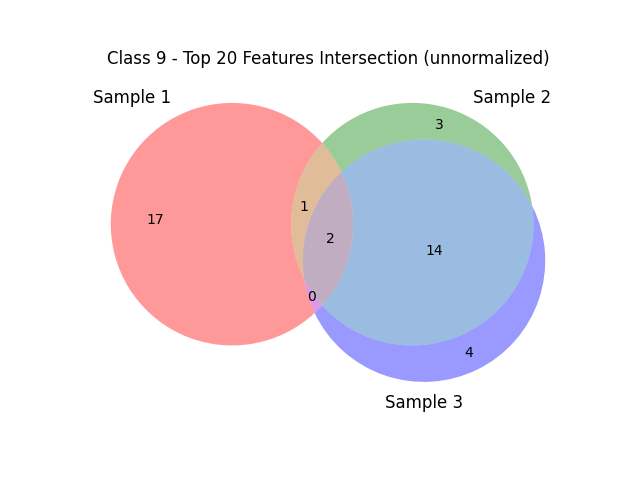 Class 9 - Top 20 Features Intersection (unnormalized)
Sample 1
Sample 2
3
17
1
2
14
0
4
Sample 3